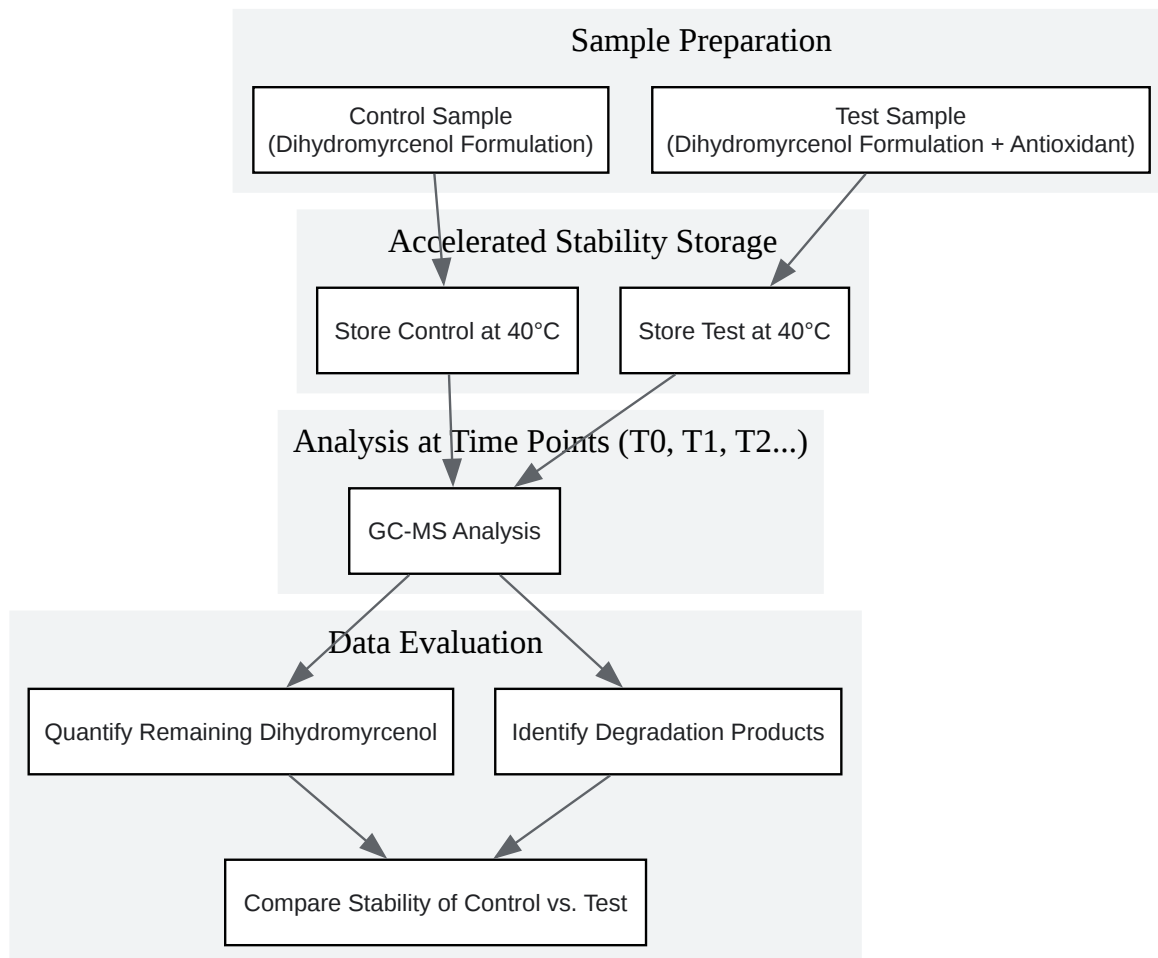 Sample Preparation
Control Sample
(Dihydromyrcenol Formulation)
Test Sample
(Dihydromyrcenol Formulation + Antioxidant)
Accelerated Stability Storage
Store Control at 40°C
Store Test at 40°C
Analysis at Time Points (T0, T1, T2...)
GC-MS Analysis
Data Evaluation
Quantify Remaining Dihydromyrcenol
Identify Degradation Products
Compare Stability of Control vs. Test